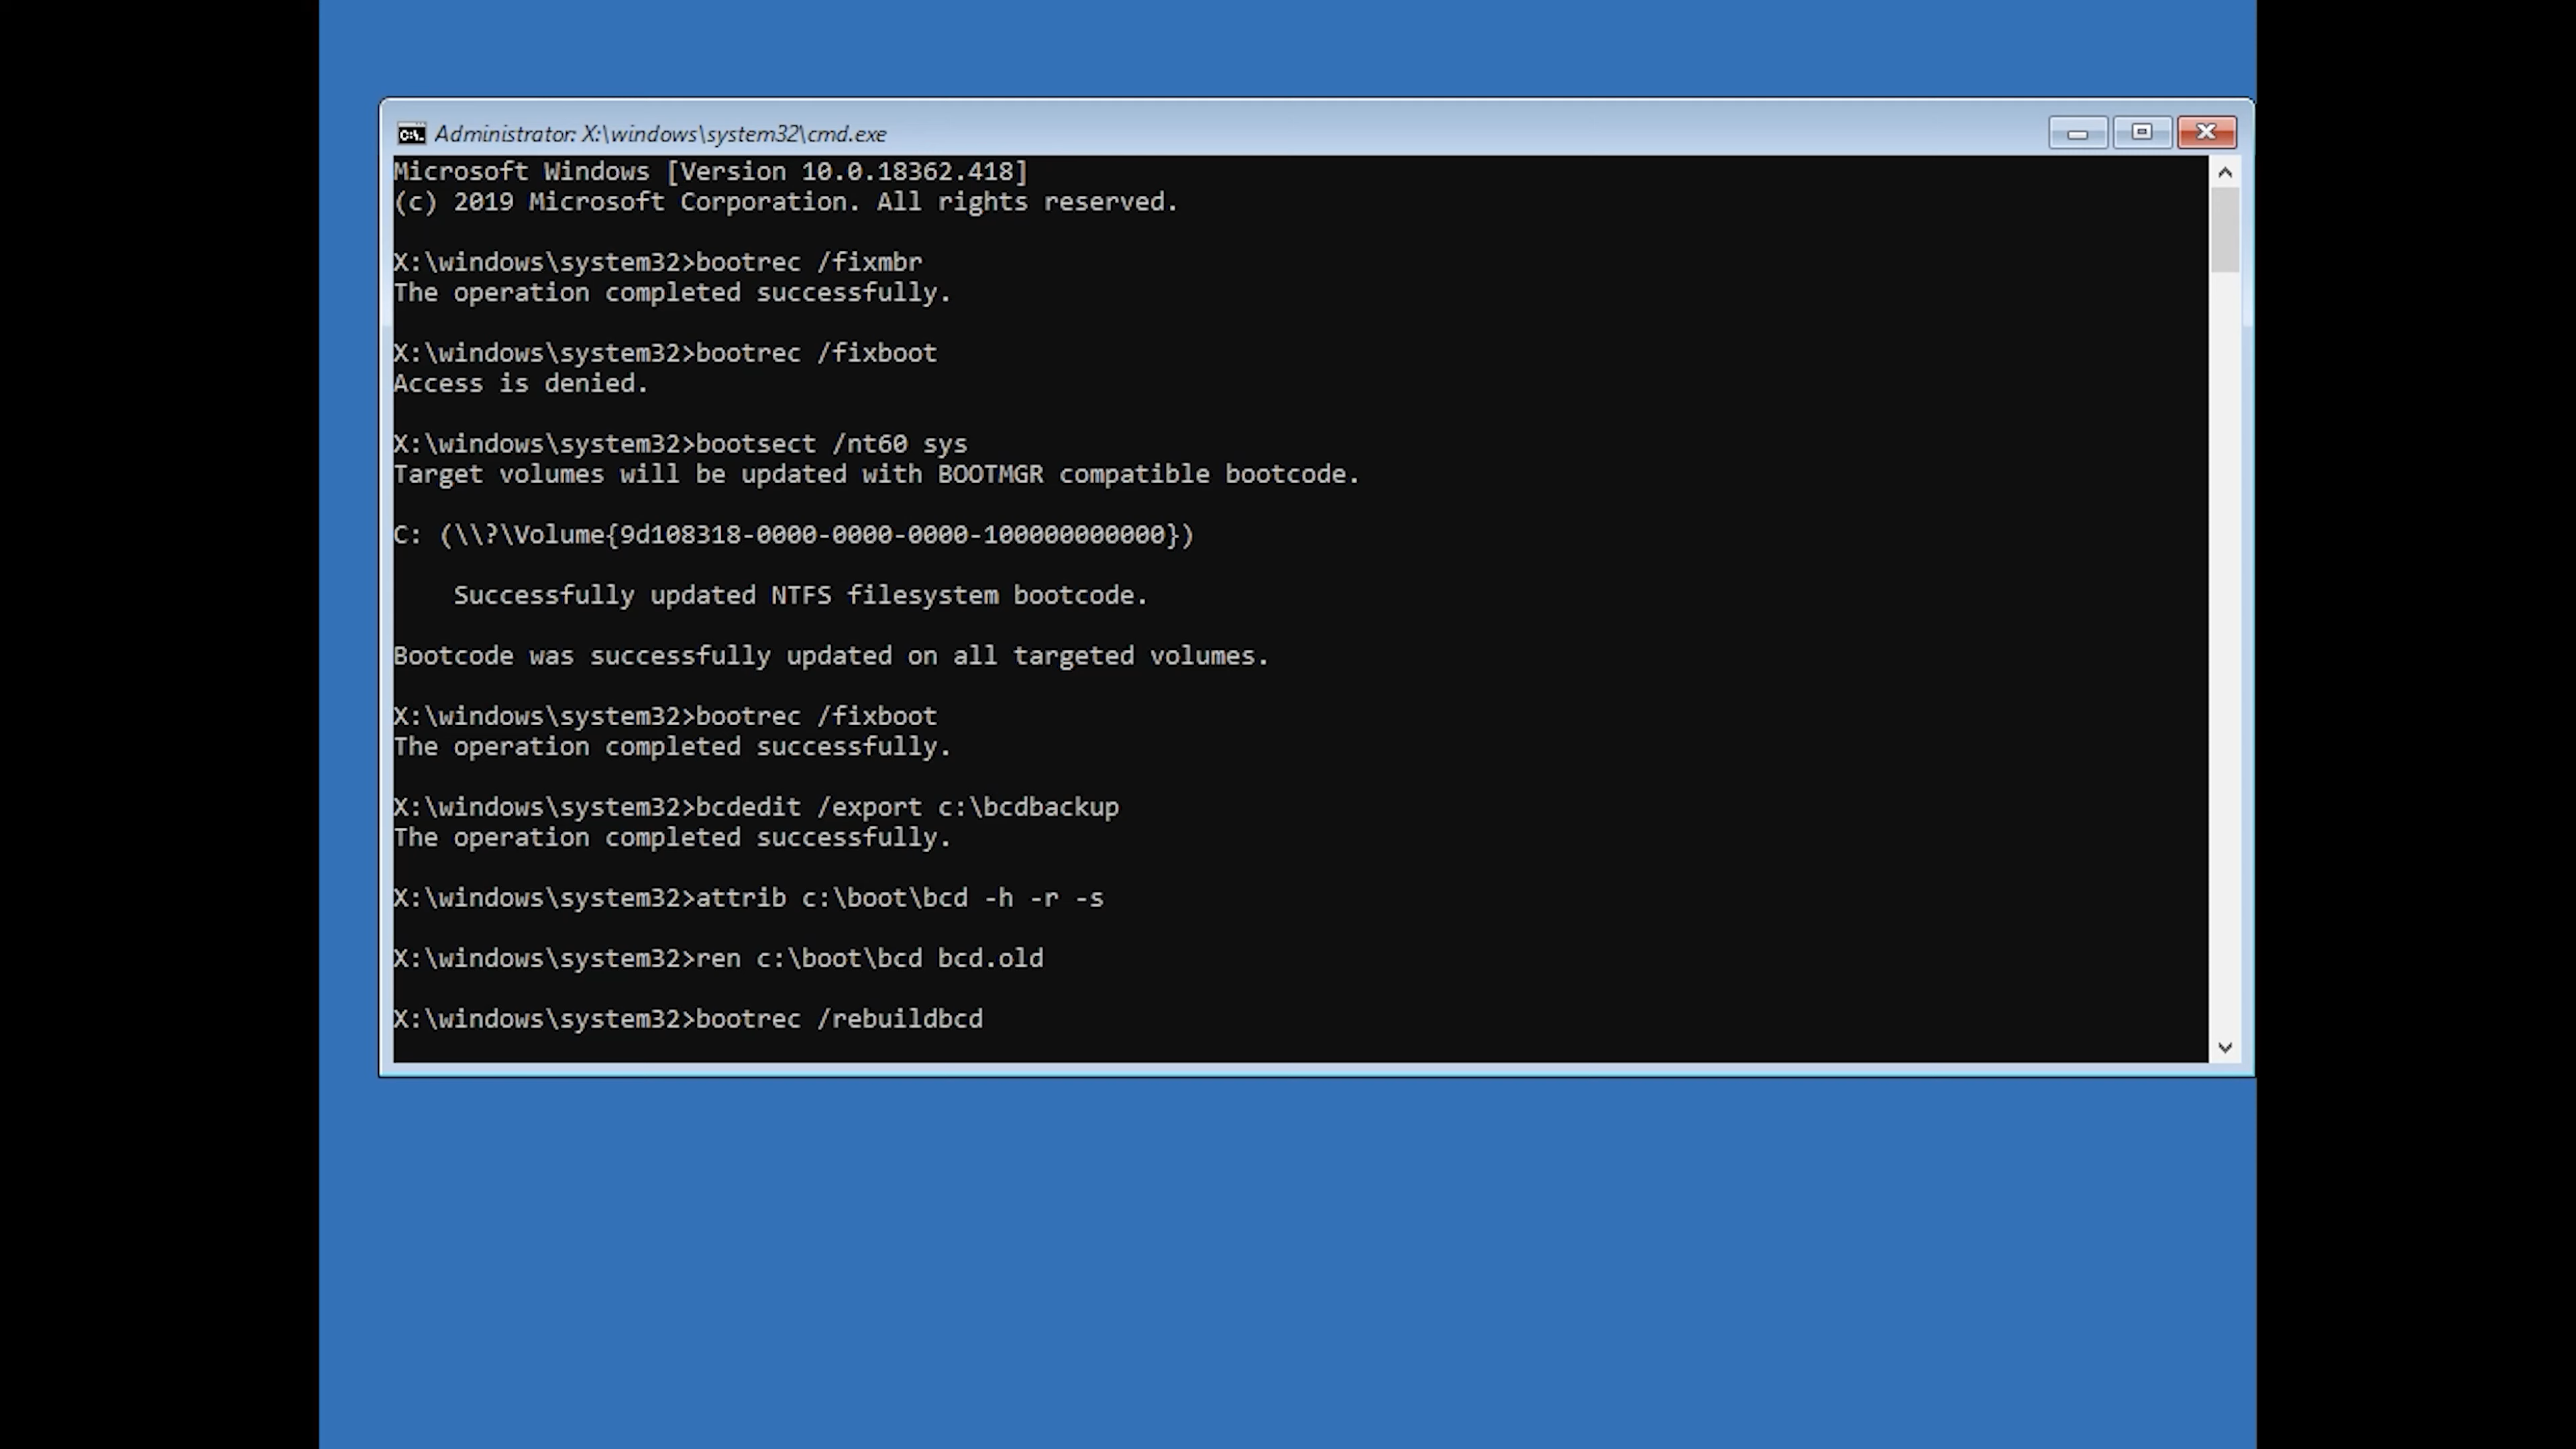 Administrator: X:\windows\system32\cmd.exe
Microsoft Windows [Version 10.0.18362.418]
(c) 2019 Microsoft Corporation. All rights reserved.
X:\windows\system32>bootrec /fixmbr
The operation completed successfully.
X:\windows\system32>bootrec /fixboot
Access is denied.
X:\windows\system32>bootsect /nt60 sys
Target volumes will be updated with BOOTMGR compatible bootcode.
C: (\\?\Volume{9d108318-0000-0000-0000-100000000000})
Successfully updated NTFS filesystem bootcode.
Bootcode was successfully updated on all targeted volumes.
X:\windows\system32>bootrec /fixboot
The operation completed successfully.
X:\windows\system32>bcdedit /export c:\bcdbackup
The operation completed successfully.
X:\windows\system32>attrib c:\boot\bcd -h -r -s
X:\windows\system32>ren c:\boot\bcd bcd.old
X:\windows\system32>bootrec /rebuildbcd